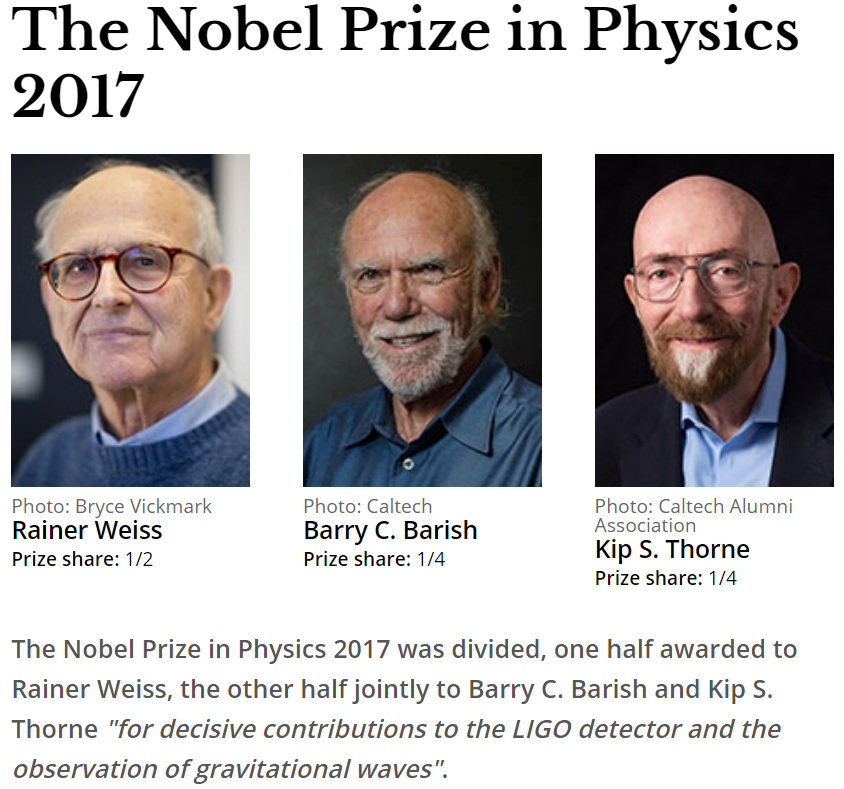 The Nobel Prize in Physics
2017
Photo: Bryce Vickmark
Rainer Weiss
Prize share: 1/2
Photo: Caltech
Barry C. Barish
Prize share: 1/4
Photo: Caltech Alumni
Association
Kip S. Thorne
Prize share: 1/4
The Nobel Prize in Physics 2017 was divided, one half awarded to
Rainer Weiss, the other half jointly to Barry C. Barish and Kip S.
Thorne "for decisive contributions to the LIGO detector and the
observation of gravitational waves".